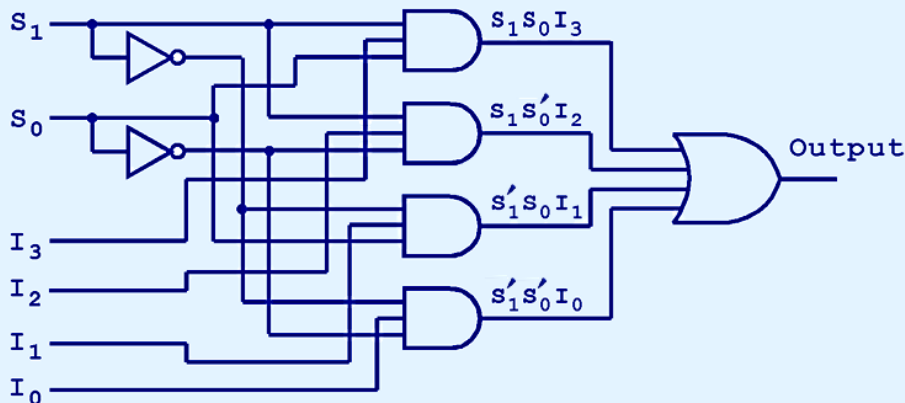 S₁
S₁S₀I₃
S₀
S₁S₀′I₂
Output
S₁′S₀I₁
I₃
I₂
S₁′S₀′I₀
I₁
I₀